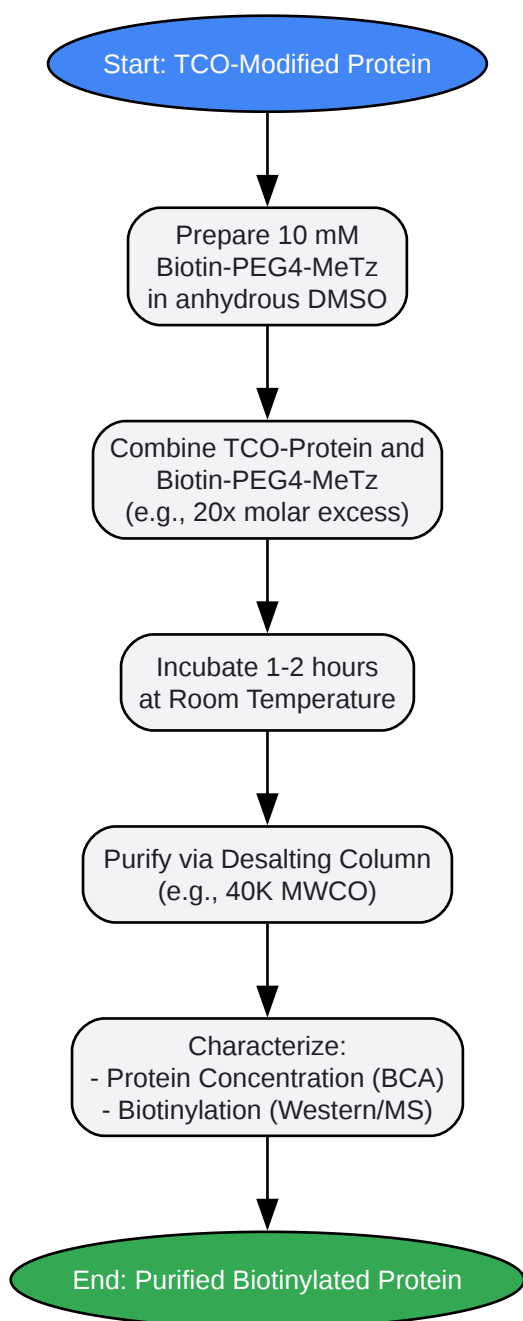 Start: TCO-Modified Protein
Prepare 10 mM
Biotin-PEG4-MeTz
in anhydrous DMSO
Combine TCO-Protein and
Biotin-PEG4-MeTz
(e.g., 20x molar excess)
Incubate 1-2 hours
at Room Temperature
Purify via Desalting Column
(e.g., 40K MWCO)
Characterize:
- Protein Concentration (BCA)
- Biotinylation (Western/MS)
End: Purified Biotinylated Protein